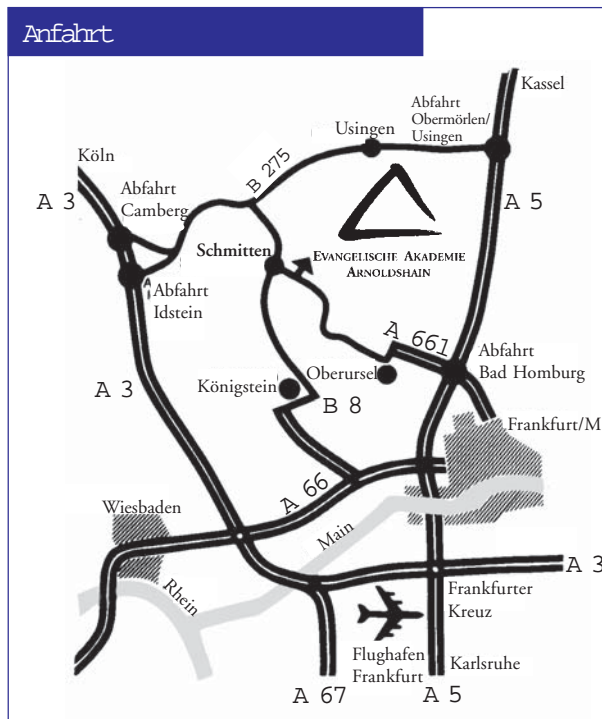 Anfahrt
Kassel
Abfahrt
Obermörlen/
Usingen
Usingen
Köln
B 275
A 3
Abfahrt
Camberg
A 5
Schmitten
EVANGELISCHE AKADEMIE
ARNOLDSHAIN
Abfahrt
Idstein
A 661
Abfahrt
Bad Homburg
A 3
Königstein
Oberursel
B 8
Frankfurt/M
A 66
Wiesbaden
Main
Rhein
A 3
Frankfurter
Kreuz
Flughafen
Frankfurt
Karlsruhe
A 67
A 5